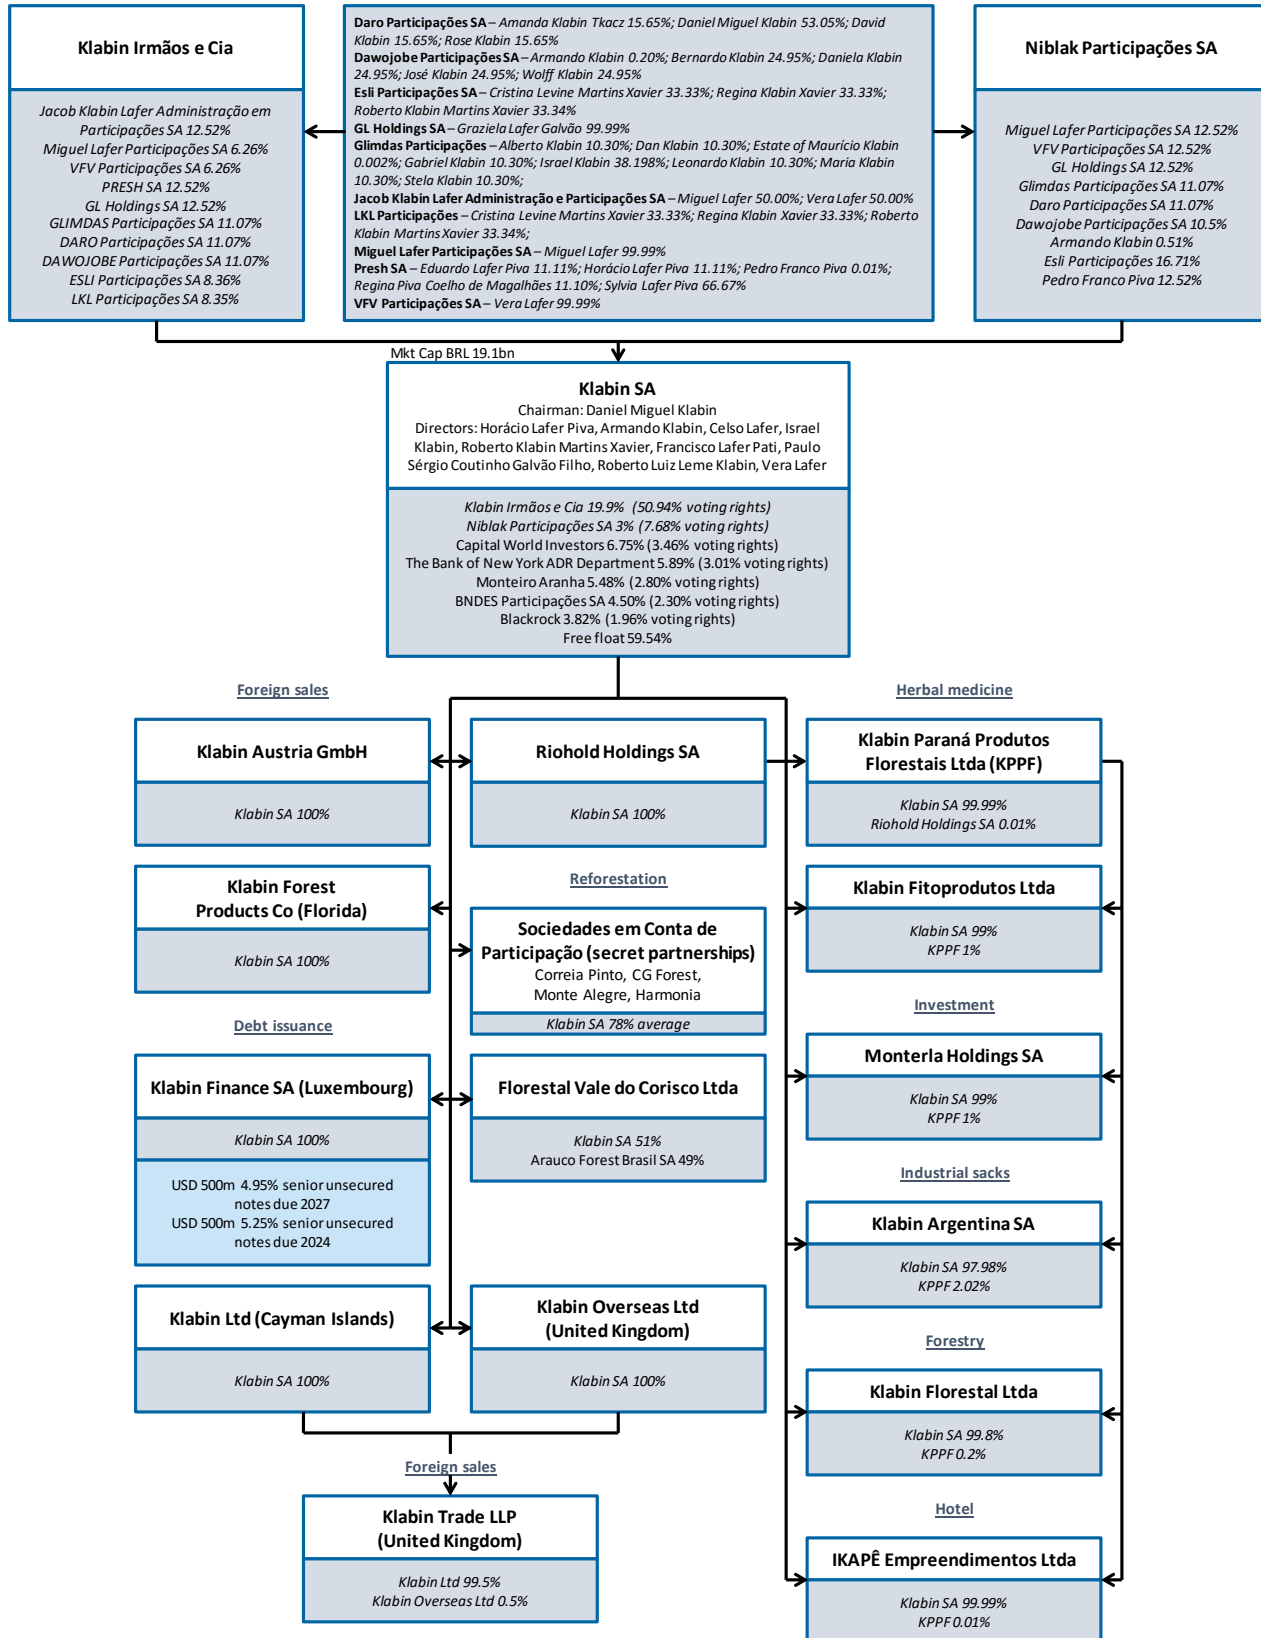 Klabin Irmãos e Cia
Jacob Klabin Lafer Administração em
Participações SA 12.52%
Miguel Lafer Participações SA 6.26%
VFV Participações SA 6.26%
PRESH SA 12.52%
GL Holdings SA 12.52%
GLIMDAS Participações SA 11.07%
DARO Participações SA 11.07%
DAWOJOBE Participações SA 11.07%
ESLI Participações SA 8.36%
LKL Participações SA 8.35%
Daro Participações SA – Amanda Klabin Tkacz 15.65%; Daniel Miguel Klabin 53.05%; David
Klabin 15.65%; Rose Klabin 15.65%
Dawojobe Participações SA – Armando Klabin 0.20%; Bernardo Klabin 24.95%; Daniela Klabin
24.95%; José Klabin 24.95%; Wolff Klabin 24.95%
Esli Participações SA – Cristina Levine Martins Xavier 33.33%; Regina Klabin Xavier 33.33%;
Roberto Klabin Martins Xavier 33.34%
GL Holdings SA – Graziela Lafer Galvão 99.99%
Glimdas Participações – Alberto Klabin 10.30%; Dan Klabin 10.30%; Estate of Maurício Klabin
0.002%; Gabriel Klabin 10.30%; Israel Klabin 38.198%; Leonardo Klabin 10.30%; Maria Klabin
10.30%; Stela Klabin 10.30%;
Jacob Klabin Lafer Administração e Participações SA – Miguel Lafer 50.00%; Vera Lafer 50.00%
LKL Participações – Cristina Levine Martins Xavier 33.33%; Regina Klabin Xavier 33.33%; Roberto
Klabin Martins Xavier 33.34%;
Miguel Lafer Participações SA – Miguel Lafer 99.99%
Presh SA – Eduardo Lafer Piva 11.11%; Horácio Lafer Piva 11.11%; Pedro Franco Piva 0.01%;
Regina Piva Coelho de Magalhães 11.10%; Sylvia Lafer Piva 66.67%
VFV Participações SA – Vera Lafer 99.99%
Niblak Participações SA
Miguel Lafer Participações SA 12.52%
VFV Participações SA 12.52%
GL Holdings SA 12.52%
Glimdas Participações SA 11.07%
Daro Participações SA 11.07%
Dawojobe Participações SA 10.5%
Armando Klabin 0.51%
Esli Participações 16.71%
Pedro Franco Piva 12.52%
Mkt Cap BRL 19.1bn
Klabin SA
Chairman: Daniel Miguel Klabin
Directors: Horácio Lafer Piva, Armando Klabin, Celso Lafer, Israel
Klabin, Roberto Klabin Martins Xavier, Francisco Lafer Pati, Paulo
Sérgio Coutinho Galvão Filho, Roberto Luiz Leme Klabin, Vera Lafer
Klabin Irmãos e Cia 19.9% (50.94% voting rights)
Niblak Participações SA 3% (7.68% voting rights)
Capital World Investors 6.75% (3.46% voting rights)
The Bank of New York ADR Department 5.89% (3.01% voting rights)
Monteiro Aranha 5.48% (2.80% voting rights)
BNDES Participações SA 4.50% (2.30% voting rights)
Blackrock 3.82% (1.96% voting rights)
Free float 59.54%
Foreign sales
Klabin Austria GmbH
Klabin SA 100%
Riohold Holdings SA
Klabin SA 100%
Herbal medicine
Klabin Paraná Produtos
Florestais Ltda (KPPF)
Klabin SA 99.99%
Riohold Holdings SA 0.01%
Klabin Forest
Products Co (Florida)
Klabin SA 100%
Reforestation
Sociedades em Conta de
Participação (secret partnerships)
Correia Pinto, CG Forest,
Monte Alegre, Harmonia
Klabin SA 78% average
Klabin Fitoprodutos Ltda
Klabin SA 99%
KPPF 1%
Debt issuance
Klabin Finance SA (Luxembourg)
Klabin SA 100%
USD 500m 4.95% senior unsecured
notes due 2027
USD 500m 5.25% senior unsecured
notes due 2024
Florestal Vale do Corisco Ltda
Klabin SA 51%
Arauco Forest Brasil SA 49%
Investment
Monterla Holdings SA
Klabin SA 99%
KPPF 1%
Industrial sacks
Klabin Argentina SA
Klabin SA 97.98%
KPPF 2.02%
Klabin Ltd (Cayman Islands)
Klabin SA 100%
Klabin Overseas Ltd
(United Kingdom)
Klabin SA 100%
Forestry
Klabin Florestal Ltda
Klabin SA 99.8%
KPPF 0.2%
Foreign sales
Klabin Trade LLP
(United Kingdom)
Klabin Ltd 99.5%
Klabin Overseas Ltd 0.5%
Hotel
IKAPÊ Empreendimentos Ltda
Klabin SA 99.99%
KPPF 0.01%